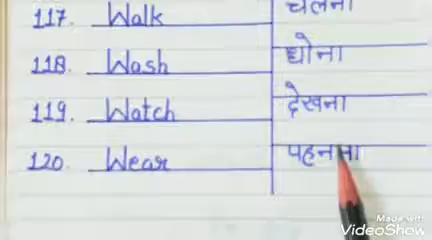 117. Walk चलना
118. Wash धोना
119. Watch देखना
120. Wear पहनना
Made with
VideoShow